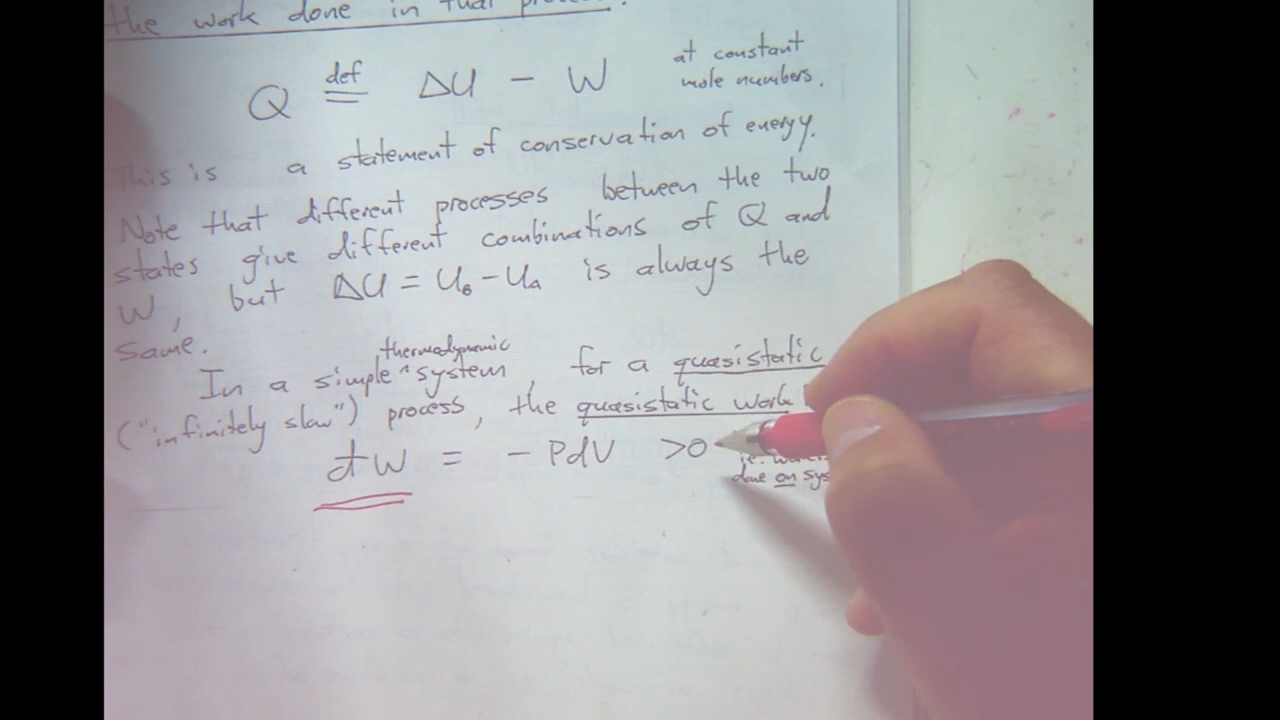 the work done in that process.
Q def= ΔU - W at constant mole numbers.
This is a statement of conservation of energy.
Note that different processes between the two
states give different combinations of Q and
W, but ΔU = U_B - U_A is always the
same.
In a simple ^thermodynamic system, for a quasistatic
("infinitely slow") process, the quasistatic work
đW = - PdV >0
done on sys